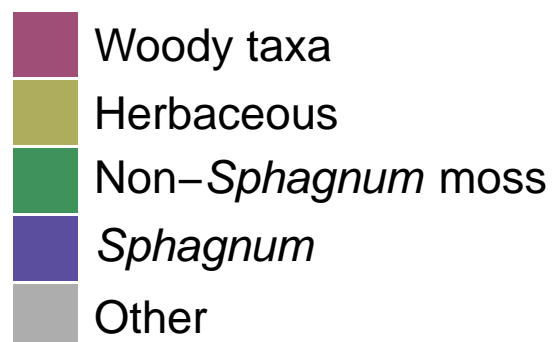 Woody taxa
Herbaceous
Non−Sphagnum moss
Sphagnum
Other